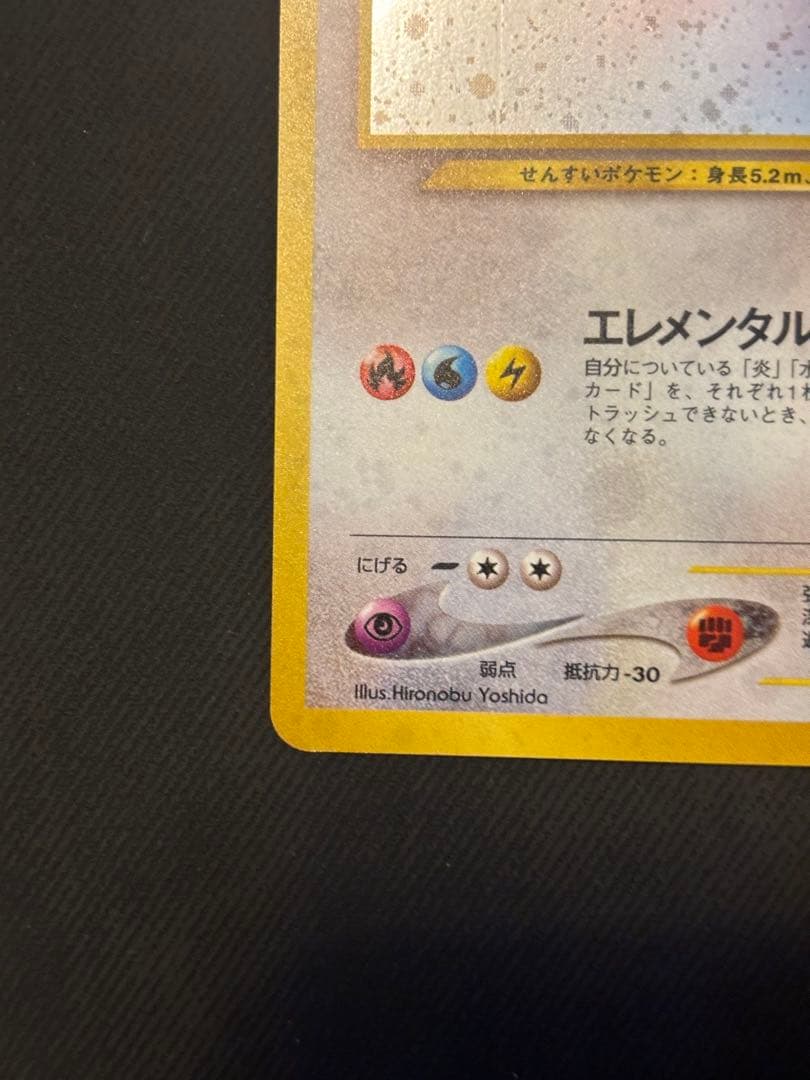 せんすいポケモン：身長5.2m、
エレメンタル
自分についている「炎」「水
カード」を、それぞれ1枚
トラッシュできないとき、
なくなる。
にげる
弱点
抵抗力 -30
Illus.Hironobu Yoshida